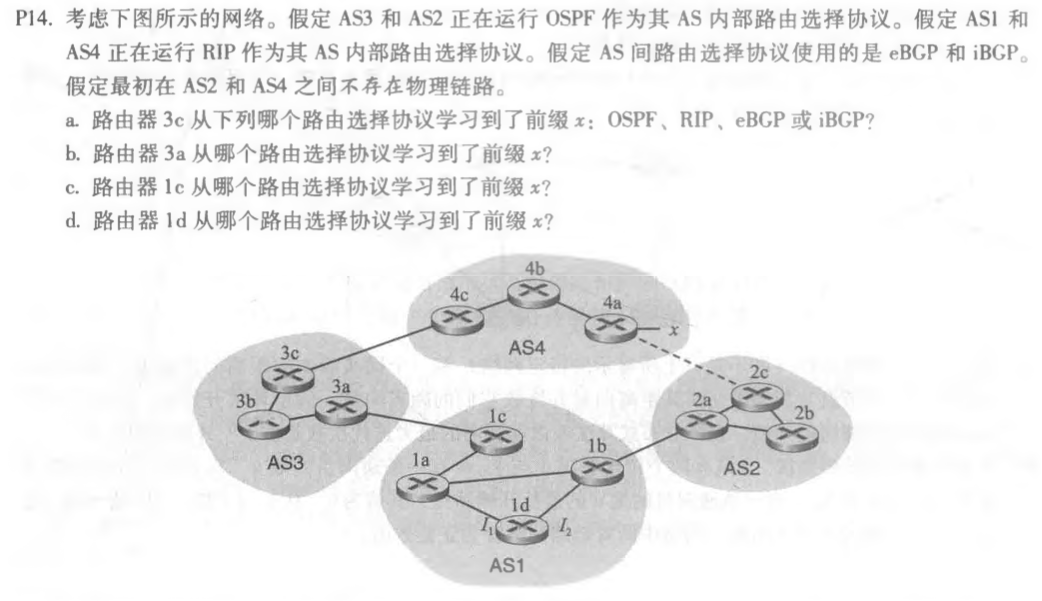 P14. 考虑下图所示的网络。假定 AS3 和 AS2 正在运行 OSPF 作为其 AS 内部路由选择协议。假定 AS1 和
AS4 正在运行 RIP 作为其 AS 内部路由选择协议。假定 AS 间路由选择协议使用的是 eBGP 和 iBGP。
假定最初在 AS2 和 AS4 之间不存在物理链路。
a. 路由器 3c 从下列哪个路由选择协议学习到了前缀 x：OSPF、RIP、eBGP 或 iBGP?
b. 路由器 3a 从哪个路由选择协议学习到了前缀 x?
c. 路由器 1c 从哪个路由选择协议学习到了前缀 x?
d. 路由器 1d 从哪个路由选择协议学习到了前缀 x?
4b
4c
4a
x
AS4
3c
3a
3b
AS3
2c
2a
2b
AS2
1c
1b
1a
1d
I₁
I₂
AS1